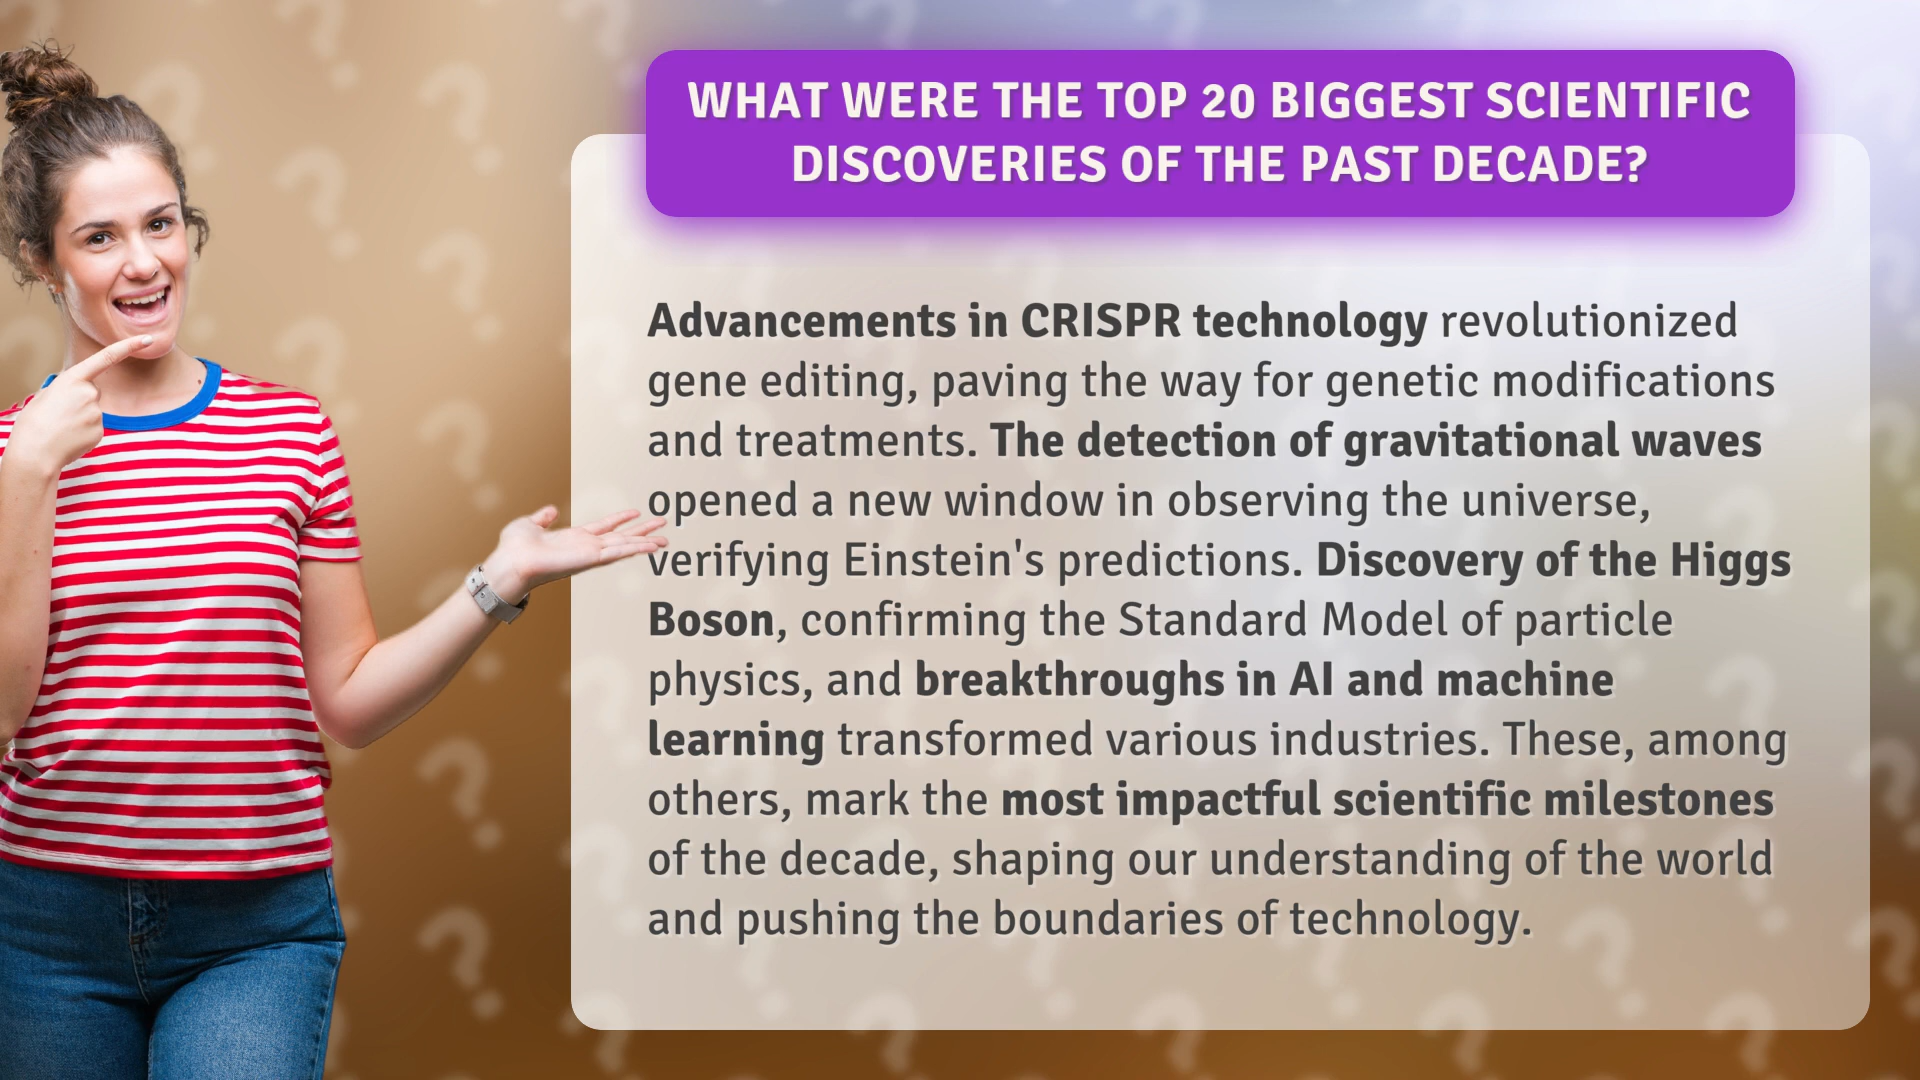 WHAT WERE THE TOP 20 BIGGEST SCIENTIFIC
DISCOVERIES OF THE PAST DECADE?
Advancements in CRISPR technology revolutionized
gene editing, paving the way for genetic modifications
and treatments. The detection of gravitational waves
opened a new window in observing the universe,
verifying Einstein's predictions. Discovery of the Higgs
Boson, confirming the Standard Model of particle
physics, and breakthroughs in AI and machine
learning transformed various industries. These, among
others, mark the most impactful scientific milestones
of the decade, shaping our understanding of the world
and pushing the boundaries of technology.